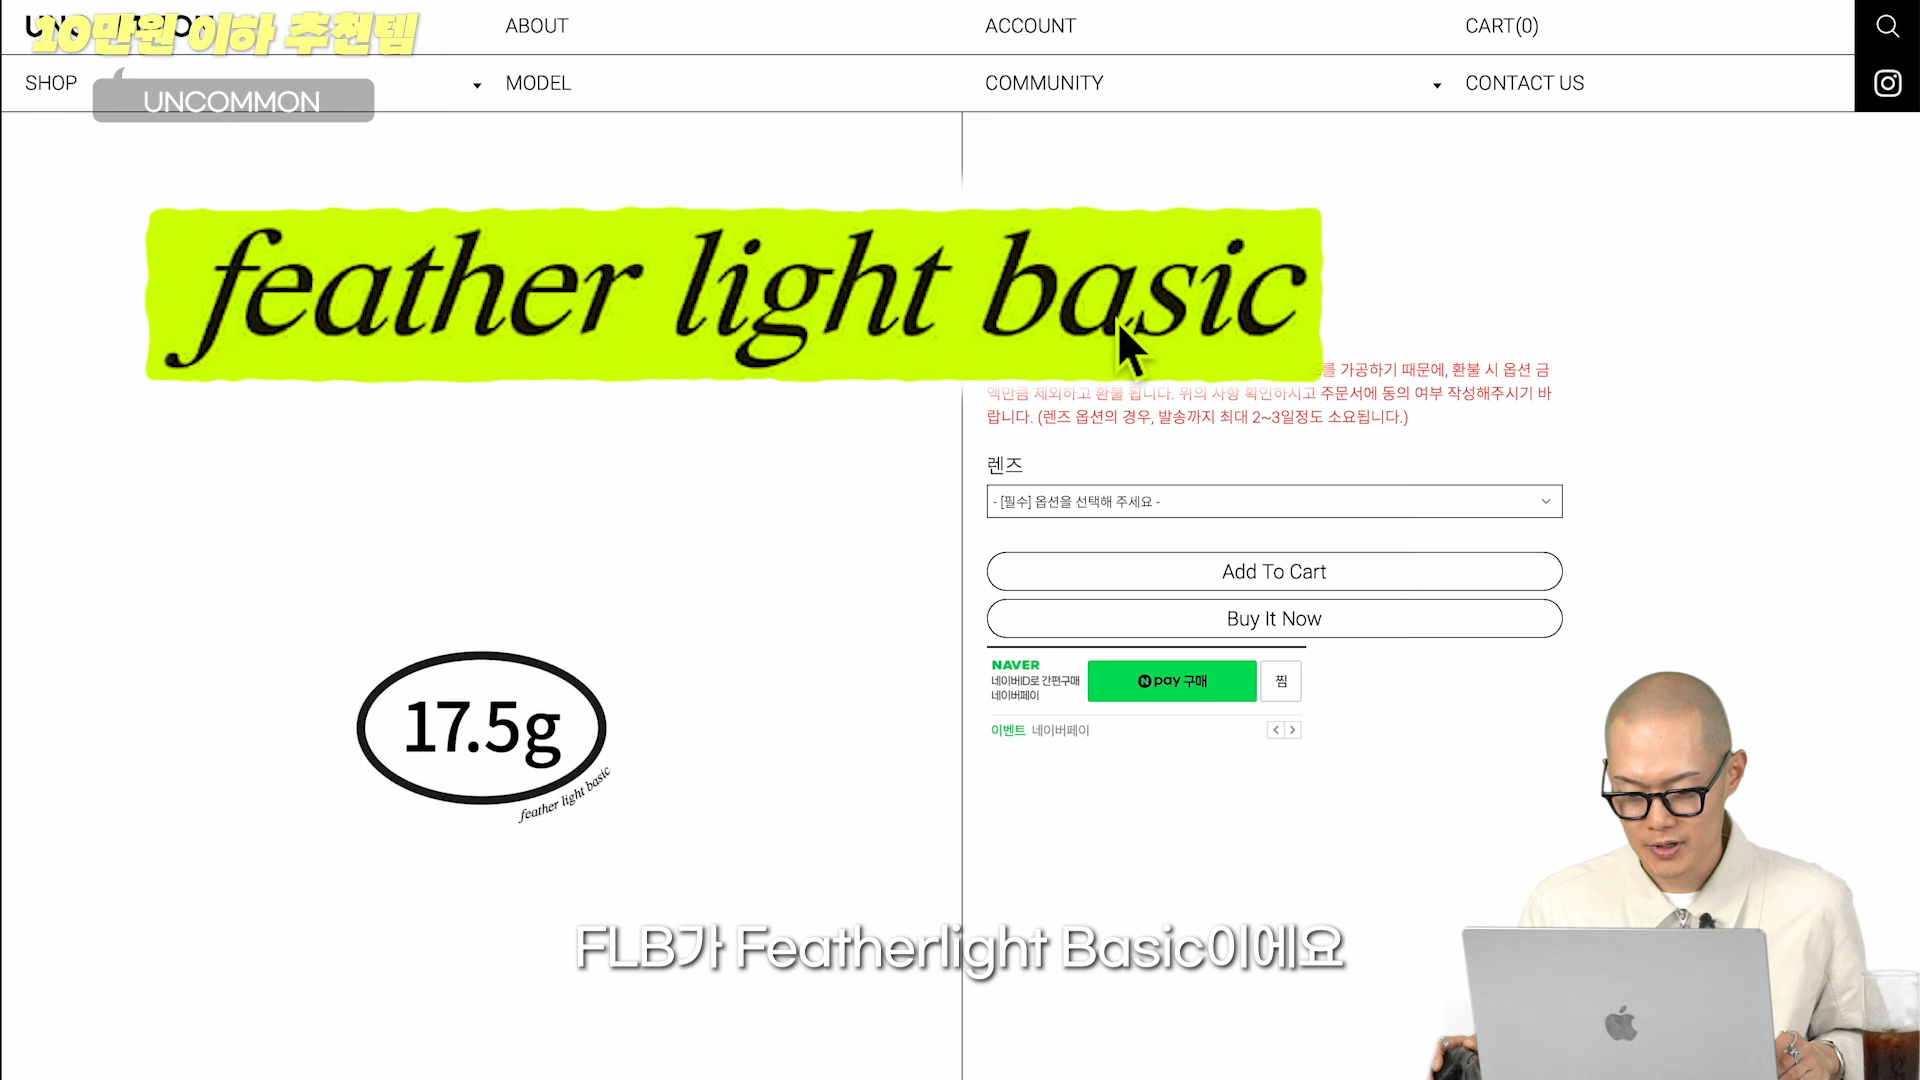 10만원 이하 추천템
ABOUT
ACCOUNT
CART(0)
SHOP
UNCOMMON
MODEL
COMMUNITY
CONTACT US
feather light basic
를 가공하기 때문에, 환불 시 옵션 금
액만큼 제외하고 환불 됩니다. 위의 사항 확인하시고 주문서에 동의 여부 작성해주시기 바
랍니다. (렌즈 옵션의 경우, 발송까지 최대 2~3일정도 소요됩니다.)
렌즈
- [필수] 옵션을 선택해 주세요 -
Add To Cart
Buy It Now
NAVER
네이버ID로 간편구매
네이버페이
N pay 구매
찜
이벤트 네이버페이
17.5g
feather light basic
FLB가 Featherlight Basic이에요